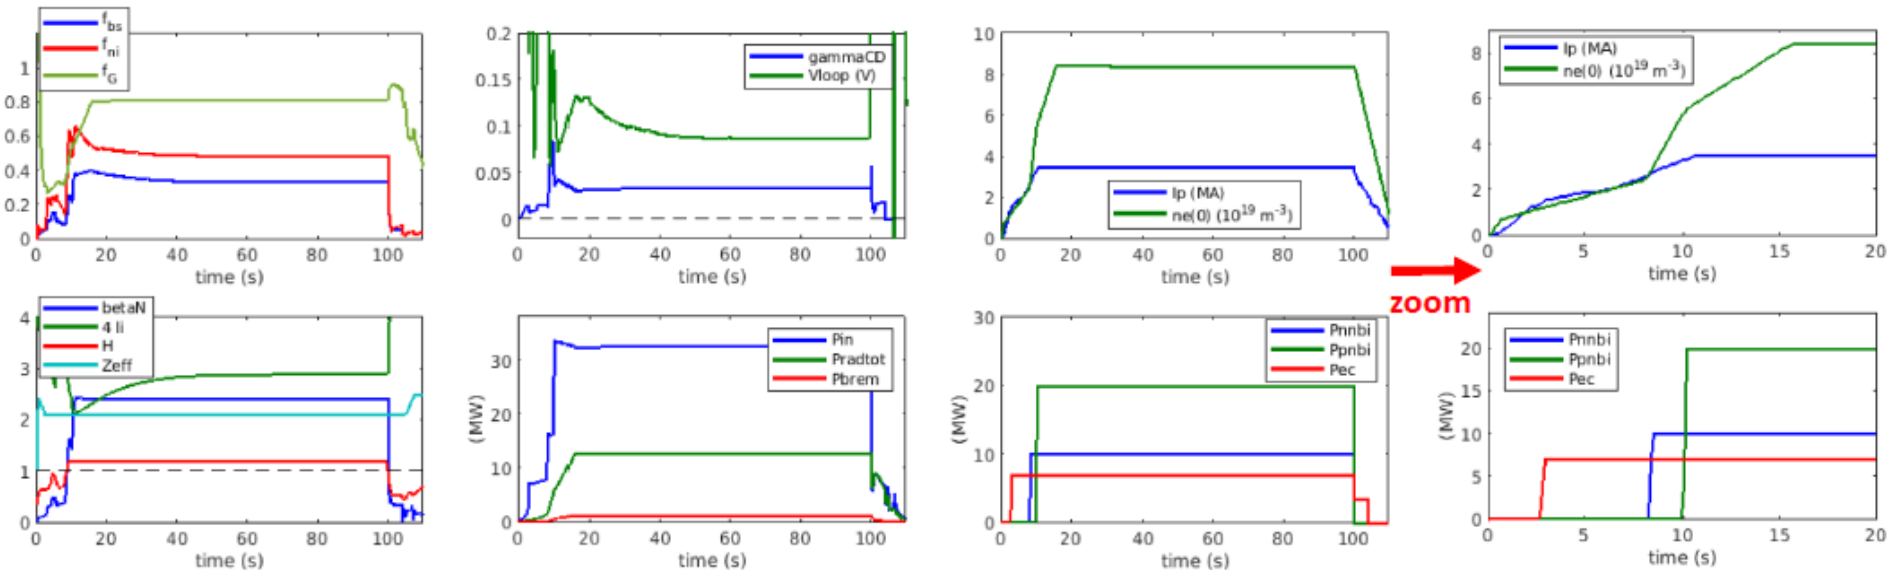 f_bs
f_ni
f_G
1
0.8
0.6
0.4
0.2
0
0 20 40 60 80 100
time (s)
0.2
0.15
0.1
0.05
0
gammaCD
Vloop (V)
0 20 40 60 80 100
time (s)
10
8
6
4
2
0
Ip (MA)
ne(0) (10^19 m^-3)
0 20 40 60 80 100
time (s)
8
6
4
2
0
Ip (MA)
ne(0) (10^19 m^-3)
0 5 10 15 20
time (s)
zoom
betaN
4 li
H
Zeff
4
3
2
1
0
0 20 40 60 80 100
time (s)
(MW)
30
20
10
0
Pin
Pradtot
Pbrem
0 20 40 60 80 100
time (s)
(MW)
30
20
10
0
Pnnbi
Ppnbi
Pec
0 20 40 60 80 100
time (s)
(MW)
20
15
10
5
0
Pnnbi
Ppnbi
Pec
0 5 10 15 20
time (s)